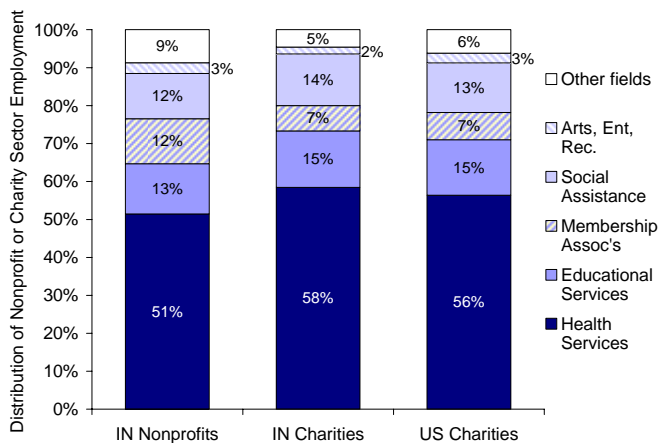 Distribution of Nonprofit or Charity Sector Employment
100%
90%
80%
70%
60%
50%
40%
30%
20%
10%
0%
9%
3%
12%
12%
13%
51%
5%
2%
14%
7%
15%
58%
6%
3%
13%
7%
15%
56%
IN Nonprofits
IN Charities
US Charities
Other fields
Arts, Ent,
Rec.
Social
Assistance
Membership
Assoc's
Educational
Services
Health
Services